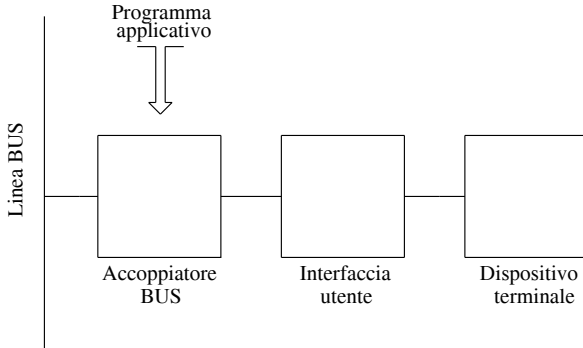 Programma
applicativo
Linea BUS
Accoppiatore
BUS
Interfaccia
utente
Dispositivo
terminale